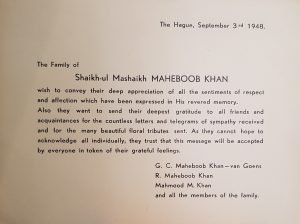 The Hague, September 3rd 1948.
The Family of
Shaikh-ul Mashaikh MAHEBOOB KHAN
wish to convey their deep appreciation of all the sentiments of respect
and affection which have been expressed in His revered memory.
Also they want to send their deepest gratitude to all friends and
acquaintances for the countless letters and telegrams of sympathy received
and for the many beautiful floral tributes sent. As they cannot hope to
acknowledge all individually, they trust that this message will be accepted
by everyone in token of their grateful feelings.
G. C. Maheboob Khan—van Goens
R. Maheboob Khan
Mahmood M. Khan
and all the members of the family.